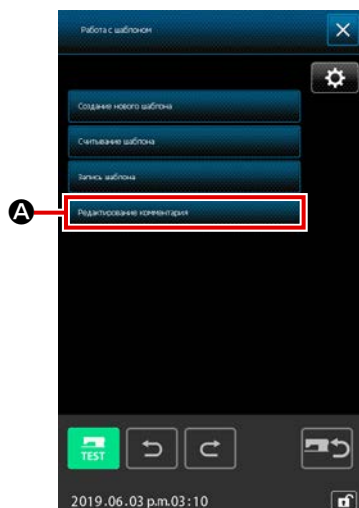 Работа с шаблоном
Создание нового шаблона
Считывание шаблона
Запись шаблона
A
Редактирование комментария
TEST
2019.06.03 p.m.03:10